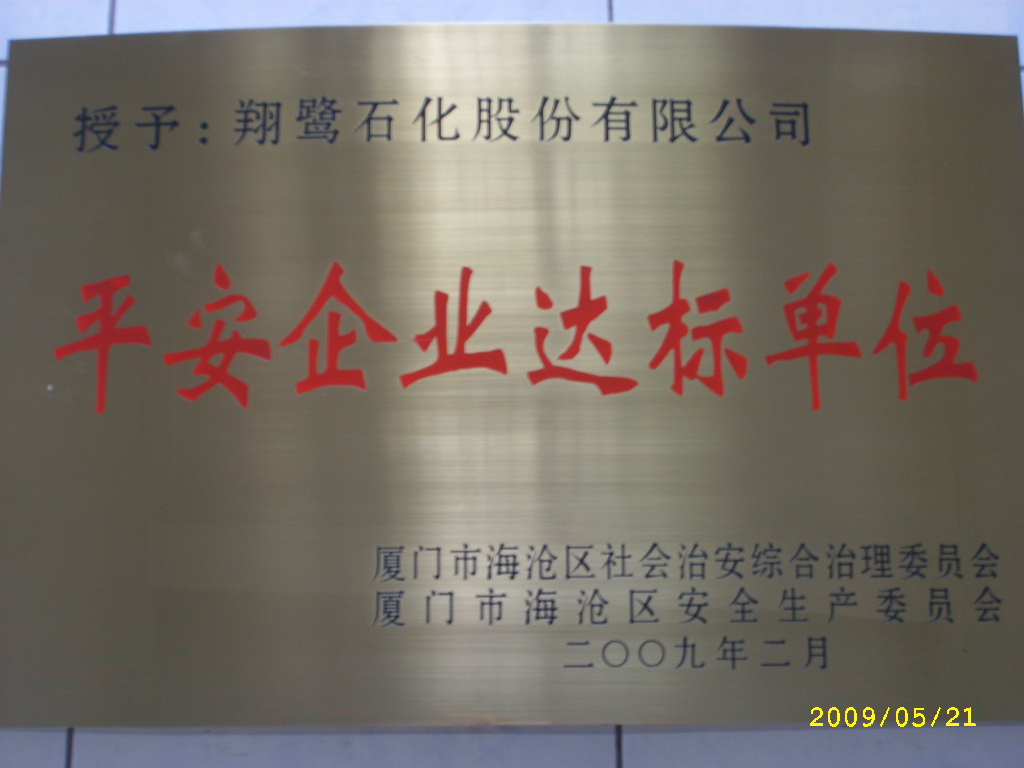 授予：翔鹭石化股份有限公司
平安企业达标单位
厦门市海沧区社会治安综合治理委员会
厦门市海沧区安全生产委员会
二〇〇九年二月
2009/05/21